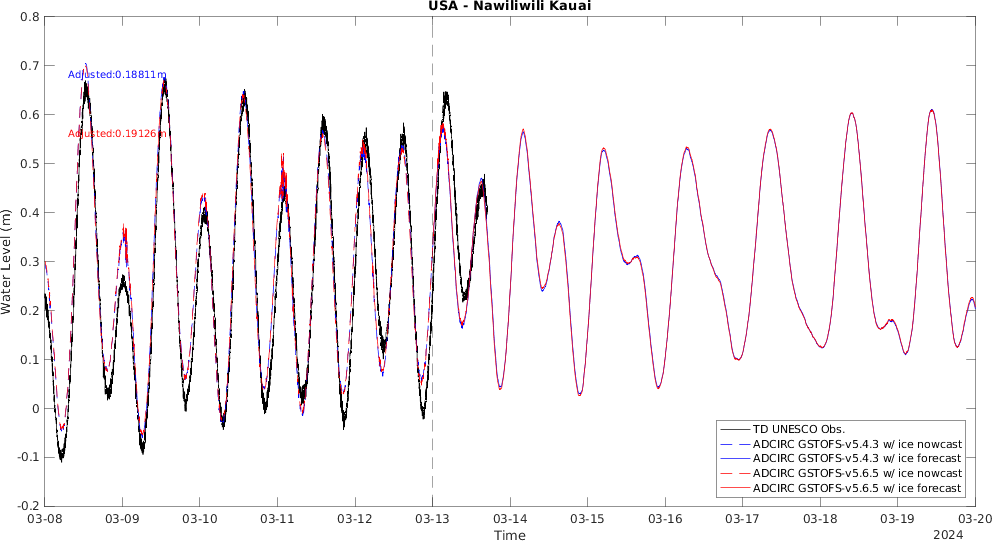 USA - Nawiliwili Kauai
0.8
0.7
0.6
0.5
0.4
0.3
0.2
0.1
0
-0.1
-0.2
Water Level (m)
Adjusted:0.18811m
Adjusted:0.19126m
TD UNESCO Obs.
ADCIRC GSTOFS-v5.4.3 w/ ice nowcast
ADCIRC GSTOFS-v5.4.3 w/ ice forecast
ADCIRC GSTOFS-v5.6.5 w/ ice nowcast
ADCIRC GSTOFS-v5.6.5 w/ ice forecast
03-08 03-09 03-10 03-11 03-12 03-13 03-14 03-15 03-16 03-17 03-18 03-19 03-20
Time
2024